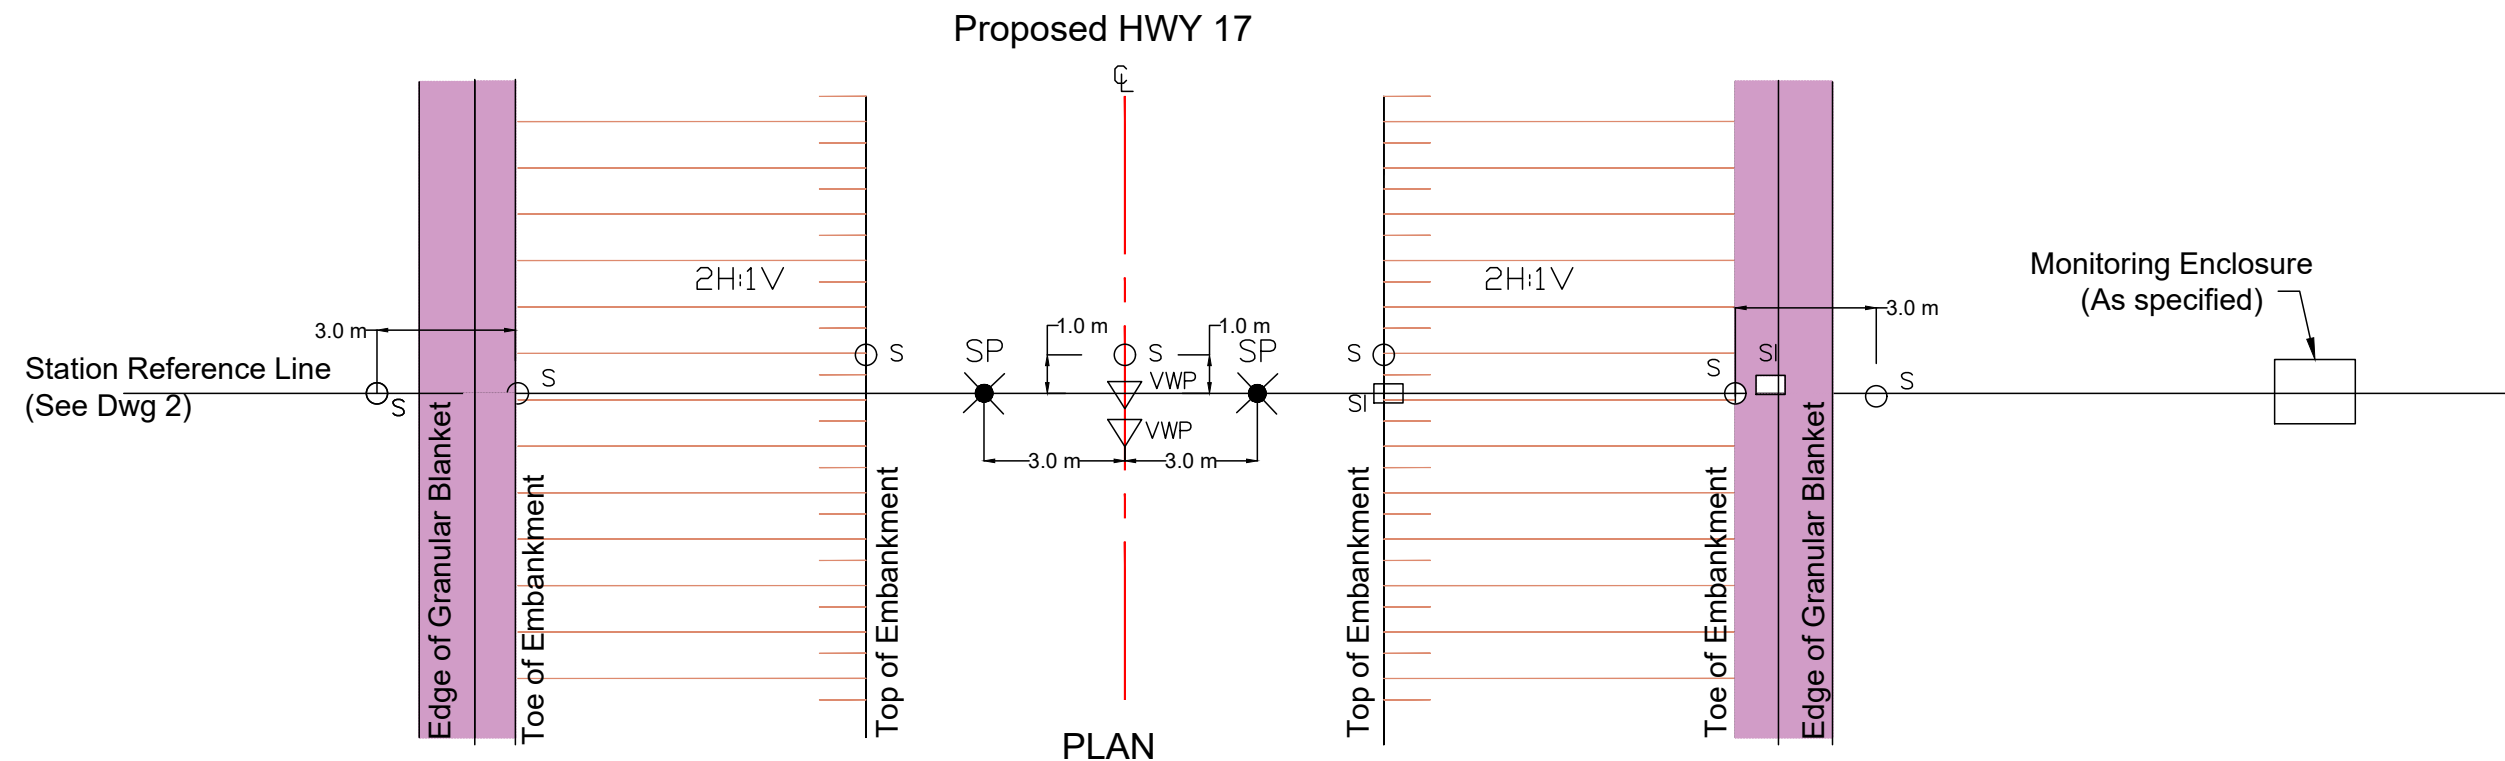 Proposed HWY 17
℄
2H:1V
2H:1V
Monitoring Enclosure
(As specified)
3.0 m
3.0 m
1.0 m
1.0 m
Station Reference Line
(See Dwg 2)
S
S
S
SP
S
SP
VWP
VWP
S
SI
S
SI
S
3.0 m
3.0 m
Edge of Granular Blanket
Toe of Embankment
Top of Embankment
Top of Embankment
Toe of Embankment
Edge of Granular Blanket
PLAN